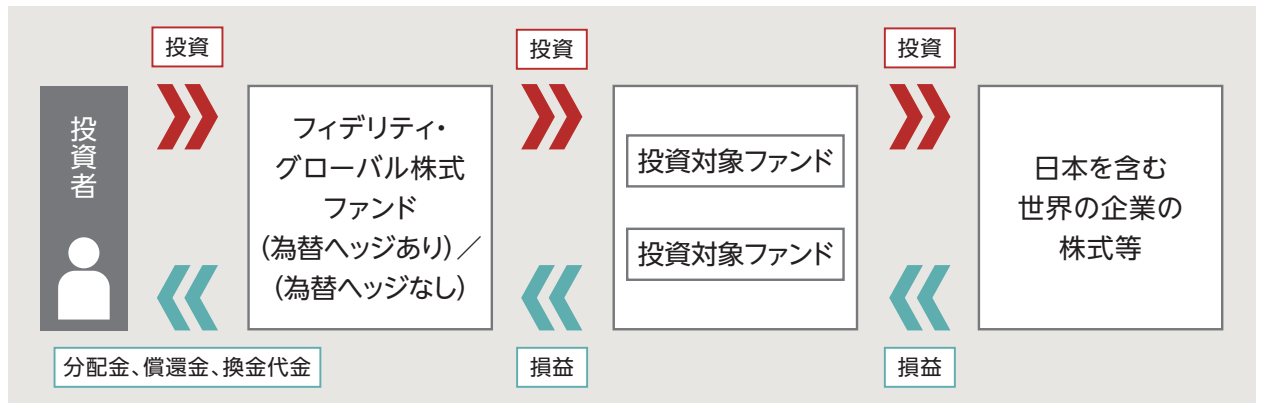 投資
投資
投資
投資者
フィデリティ・
グローバル株式
ファンド
(為替ヘッジあり)／
(為替ヘッジなし)
投資対象ファンド
投資対象ファンド
日本を含む
世界の企業の
株式等
分配金、償還金、換金代金
損益
損益